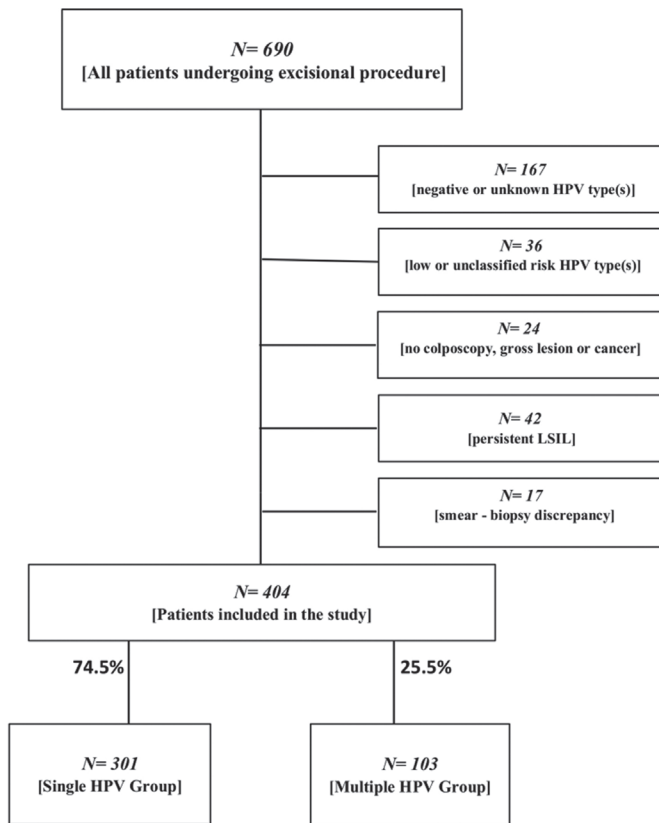 N= 690
[All patients undergoing excisional procedure]
N= 167
[negative or unknown HPV type(s)]
N= 36
[low or unclassified risk HPV type(s)]
N= 24
[no colposcopy, gross lesion or cancer]
N= 42
[persistent LSIL]
N= 17
[smear - biopsy discrepancy]
N= 404
[Patients included in the study]
74.5%
25.5%
N= 301
[Single HPV Group]
N= 103
[Multiple HPV Group]